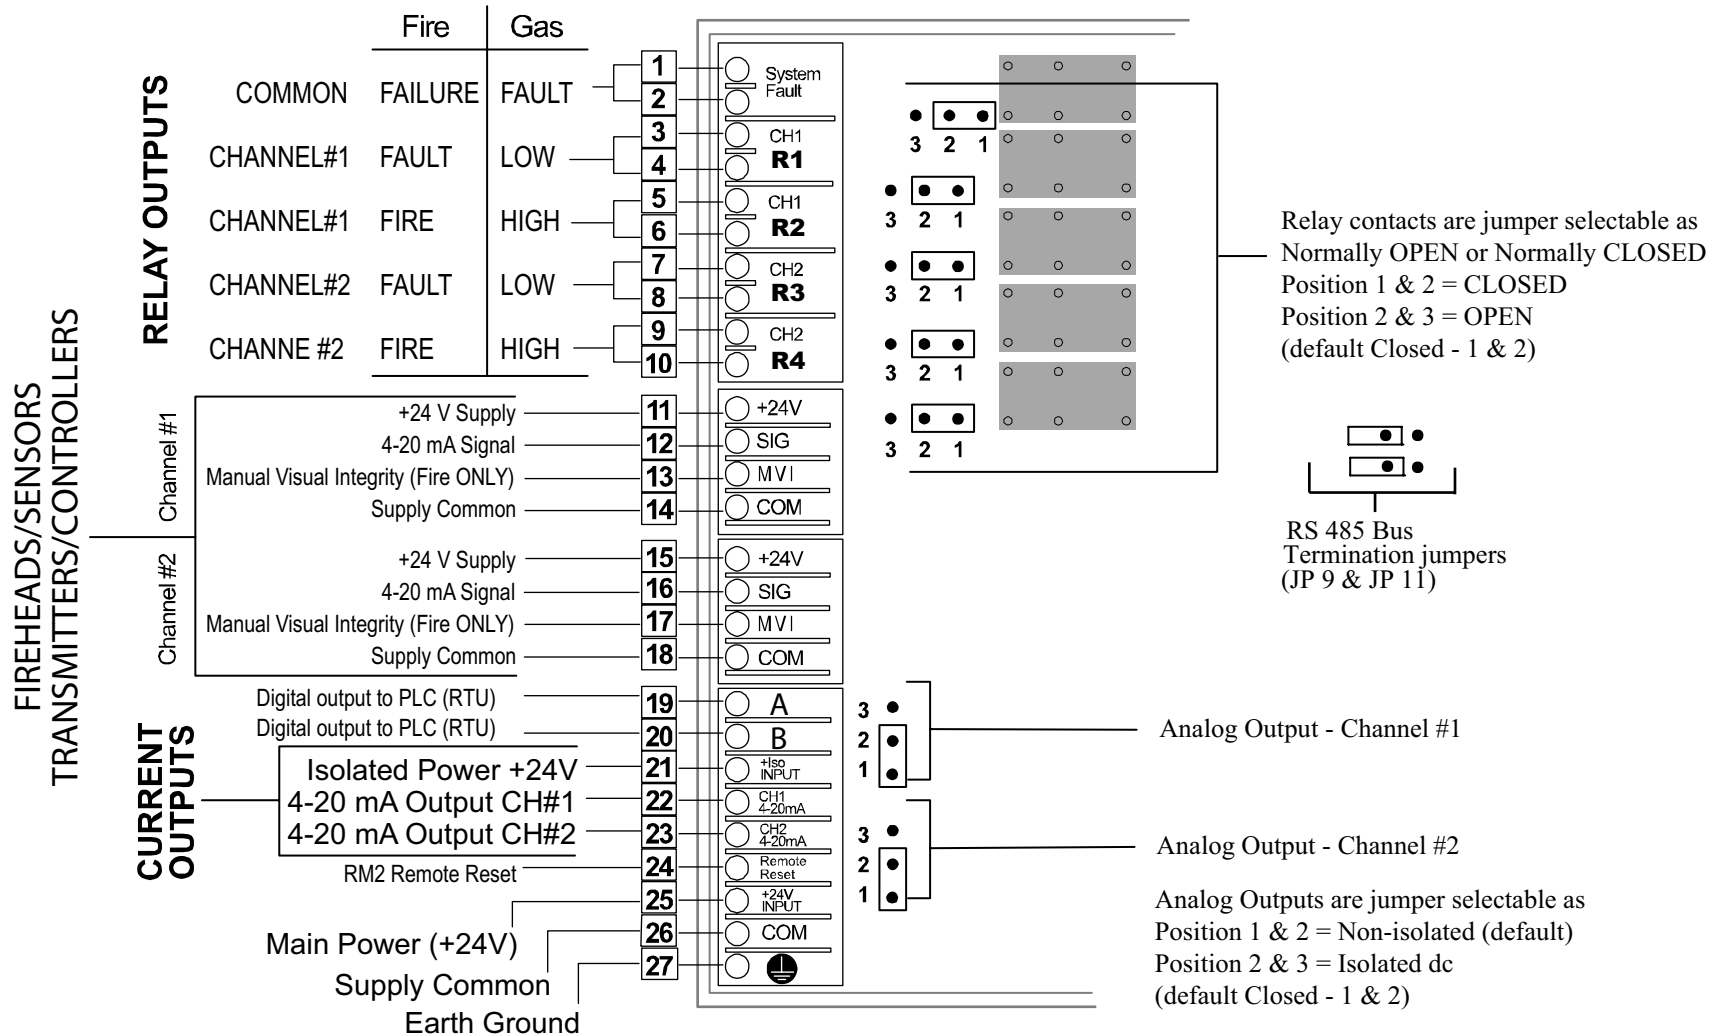 Fire Gas
RELAY OUTPUTS
COMMON FAILURE FAULT
CHANNEL#1 FAULT LOW
CHANNEL#1 FIRE HIGH
CHANNEL#2 FAULT LOW
CHANNE #2 FIRE HIGH
1
2
System
Fault
3
4
CH1
R1
5
6
CH1
R2
7
8
CH2
R3
9
10
CH2
R4
3 2 1
3 2 1
3 2 1
3 2 1
3 2 1
Relay contacts are jumper selectable as
Normally OPEN or Normally CLOSED
Position 1 & 2 = CLOSED
Position 2 & 3 = OPEN
(default Closed - 1 & 2)
FIREHEADS/SENSORS
TRANSMITTERS/CONTROLLERS
Channel #1
+24 V Supply 11 +24V
4-20 mA Signal 12 SIG
Manual Visual Integrity (Fire ONLY) 13 MVI
Supply Common 14 COM
Channel #2
+24 V Supply 15 +24V
4-20 mA Signal 16 SIG
Manual Visual Integrity (Fire ONLY) 17 MVI
Supply Common 18 COM
RS 485 Bus
Termination jumpers
(JP 9 & JP 11)
Digital output to PLC (RTU) 19 A
Digital output to PLC (RTU) 20 B
CURRENT
OUTPUTS
Isolated Power +24V 21 +Iso
INPUT
4-20 mA Output CH#1 22 CH1
4-20mA
4-20 mA Output CH#2 23 CH2
4-20mA
RM2 Remote Reset 24 Remote
Reset
Main Power (+24V) 25 +24V
INPUT
Supply Common 26 COM
Earth Ground 27
3
2
1
Analog Output - Channel #1
3
2
1
Analog Output - Channel #2
Analog Outputs are jumper selectable as
Position 1 & 2 = Non-isolated (default)
Position 2 & 3 = Isolated dc
(default Closed - 1 & 2)